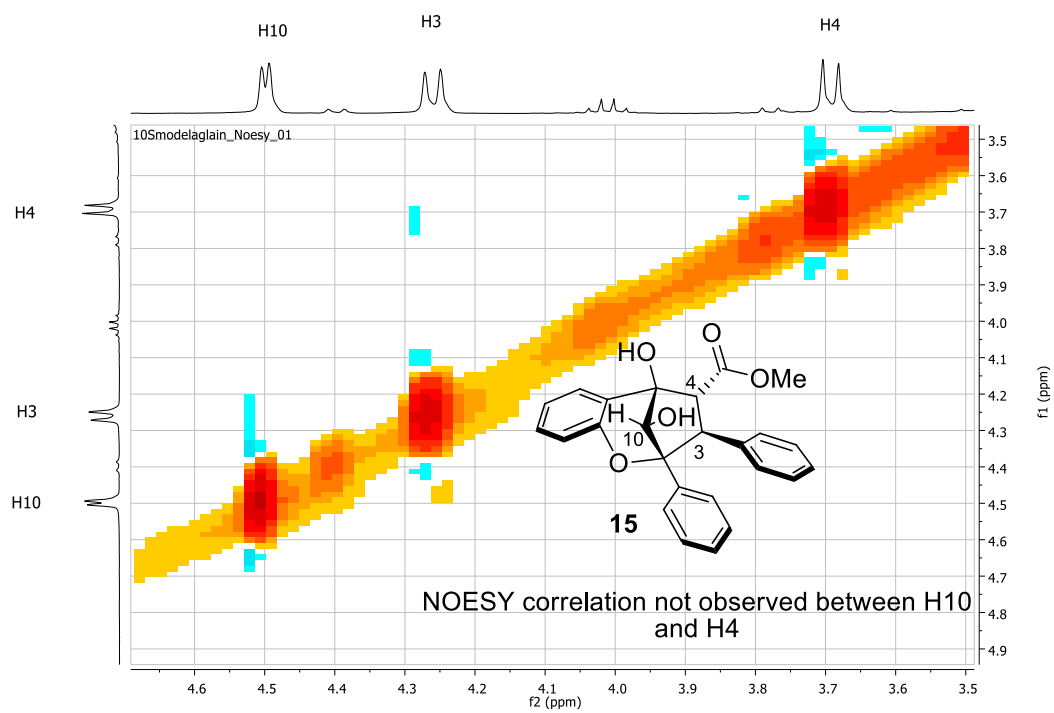 H10
H3
H4
10Smodelaglain_Noesy_01
H4
H3
H10
3.5
3.6
3.7
3.8
3.9
4.0
4.1
4.2
4.3
4.4
4.5
4.6
4.7
4.8
4.9
f1 (ppm)
O
HO
4
OMe
H
OH
10
3
O
15
NOESY correlation not observed between H10
and H4
4.6 4.5 4.4 4.3 4.2 4.1 4.0 3.9 3.8 3.7 3.6 3.5
f2 (ppm)